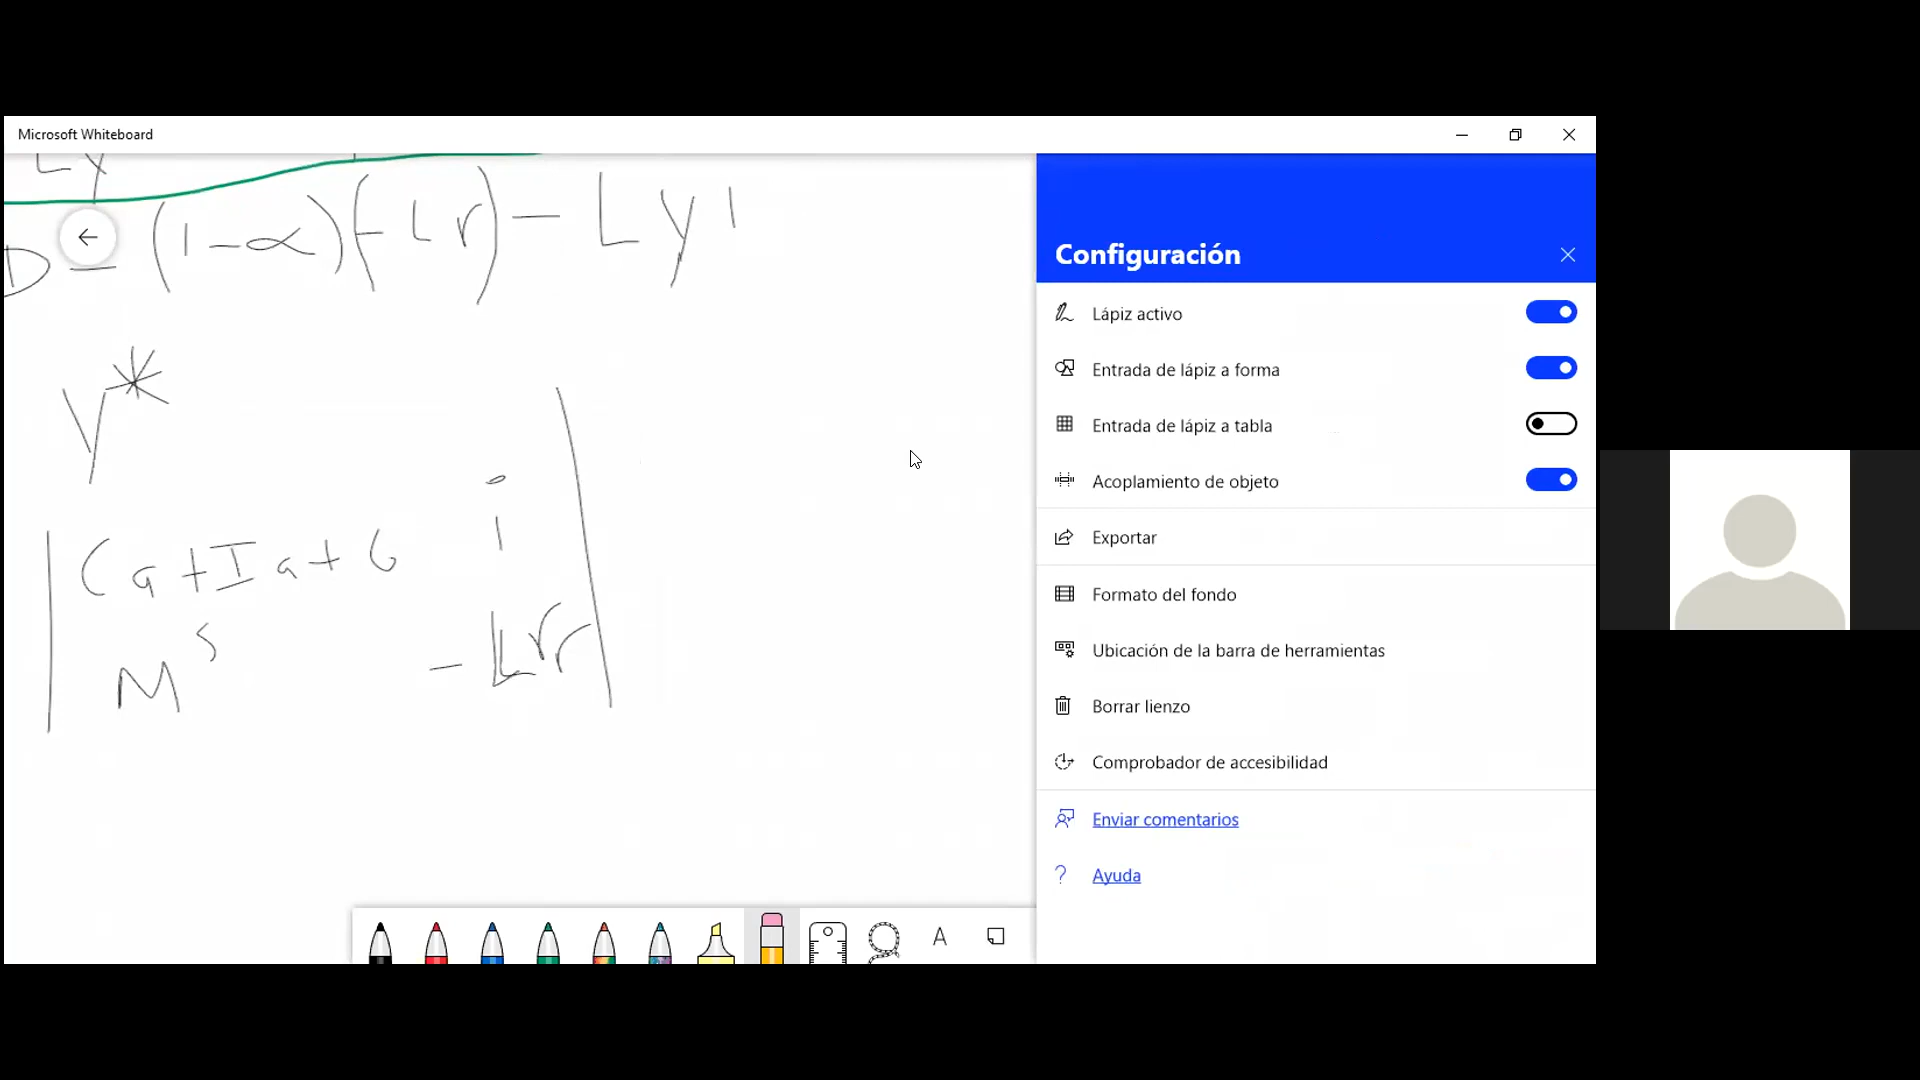 Microsoft Whiteboard
Ly
D = (1-α)(-Lr) - Lyi
Y*
Ca+Ia+G i
M^s -Lr
Configuración
Lápiz activo
Entrada de lápiz a forma
Entrada de lápiz a tabla
Acoplamiento de objeto
Exportar
Formato del fondo
Ubicación de la barra de herramientas
Borrar lienzo
Comprobador de accesibilidad
Enviar comentarios
? Ayuda
A